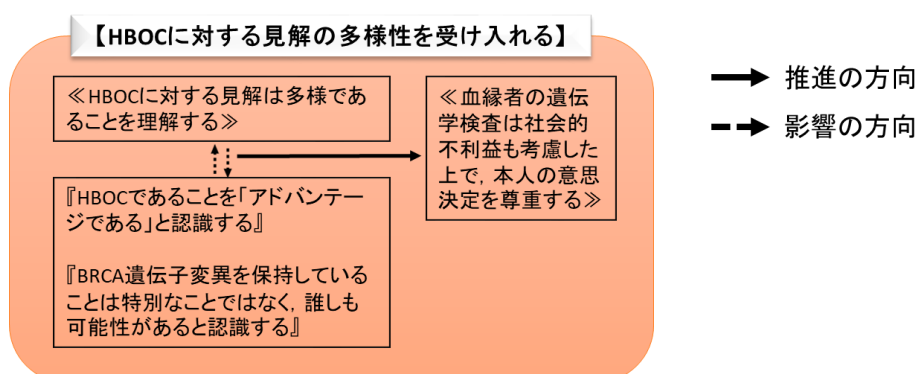 【HBOCに対する見解の多様性を受け入れる】
≪HBOCに対する見解は多様であ
ることを理解する≫
≪血縁者の遺伝
学検査は社会的
不利益も考慮した
上で，本人の意思
決定を尊重する≫
『HBOCであることを「アドバンテー
ジである」と認識する』
『BRCA遺伝子変異を保持している
ことは特別なことではなく，誰しも
可能性があると認識する』
推進の方向
影響の方向